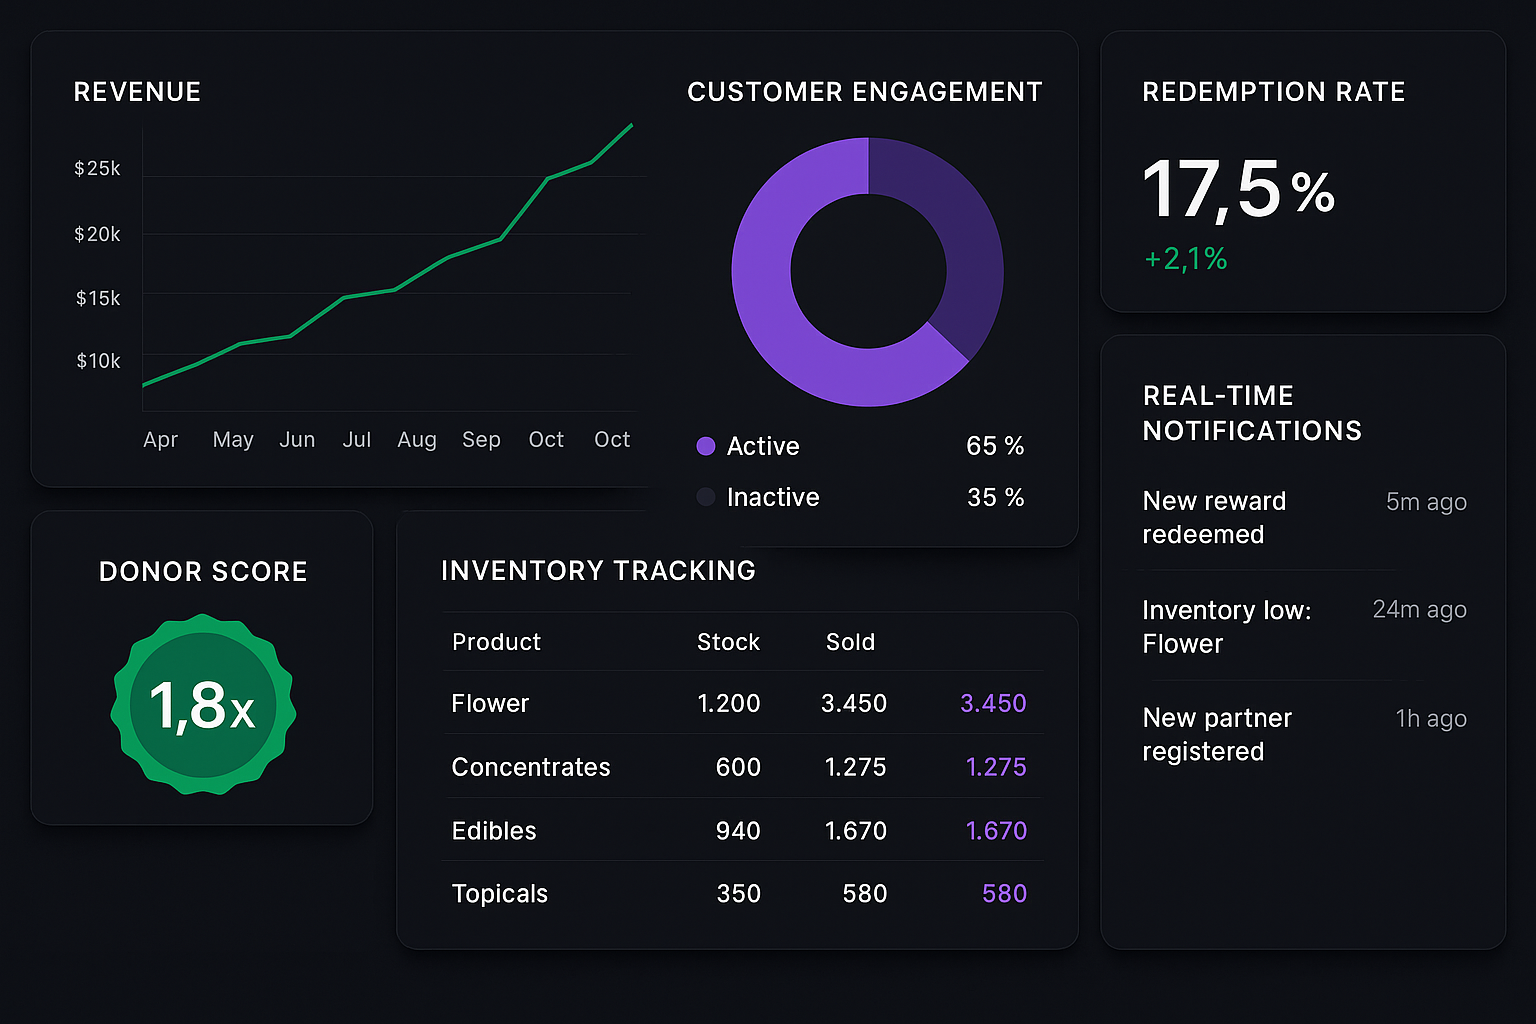 REVENUE
$25k
$20k
$15k
$10k
Apr May Jun Jul Aug Sep Oct Oct
CUSTOMER ENGAGEMENT
Active 65 %
Inactive 35 %
REDEMPTION RATE
17,5 %
+2,1%
REAL-TIME
NOTIFICATIONS
New reward 5m ago
redeemed
Inventory low: 24m ago
Flower
New partner 1h ago
registered
DONOR SCORE
1,8x
INVENTORY TRACKING
Product Stock Sold
Flower 1.200 3.450 3.450
Concentrates 600 1.275 1.275
Edibles 940 1.670 1.670
Topicals 350 580 580